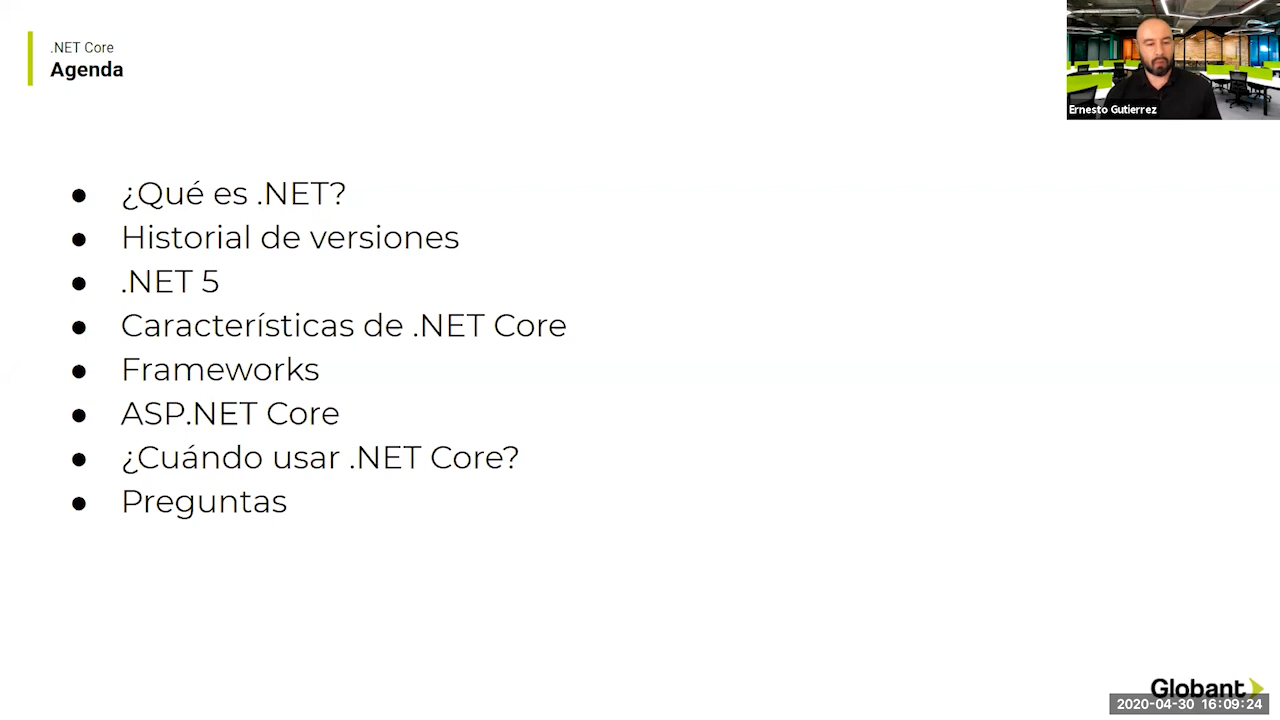 .NET Core
Agenda
Ernesto Gutierrez
● ¿Qué es .NET?
● Historial de versiones
● .NET 5
● Características de .NET Core
● Frameworks
● ASP.NET Core
● ¿Cuándo usar .NET Core?
● Preguntas
Globant
2020-04-30 16:09:24